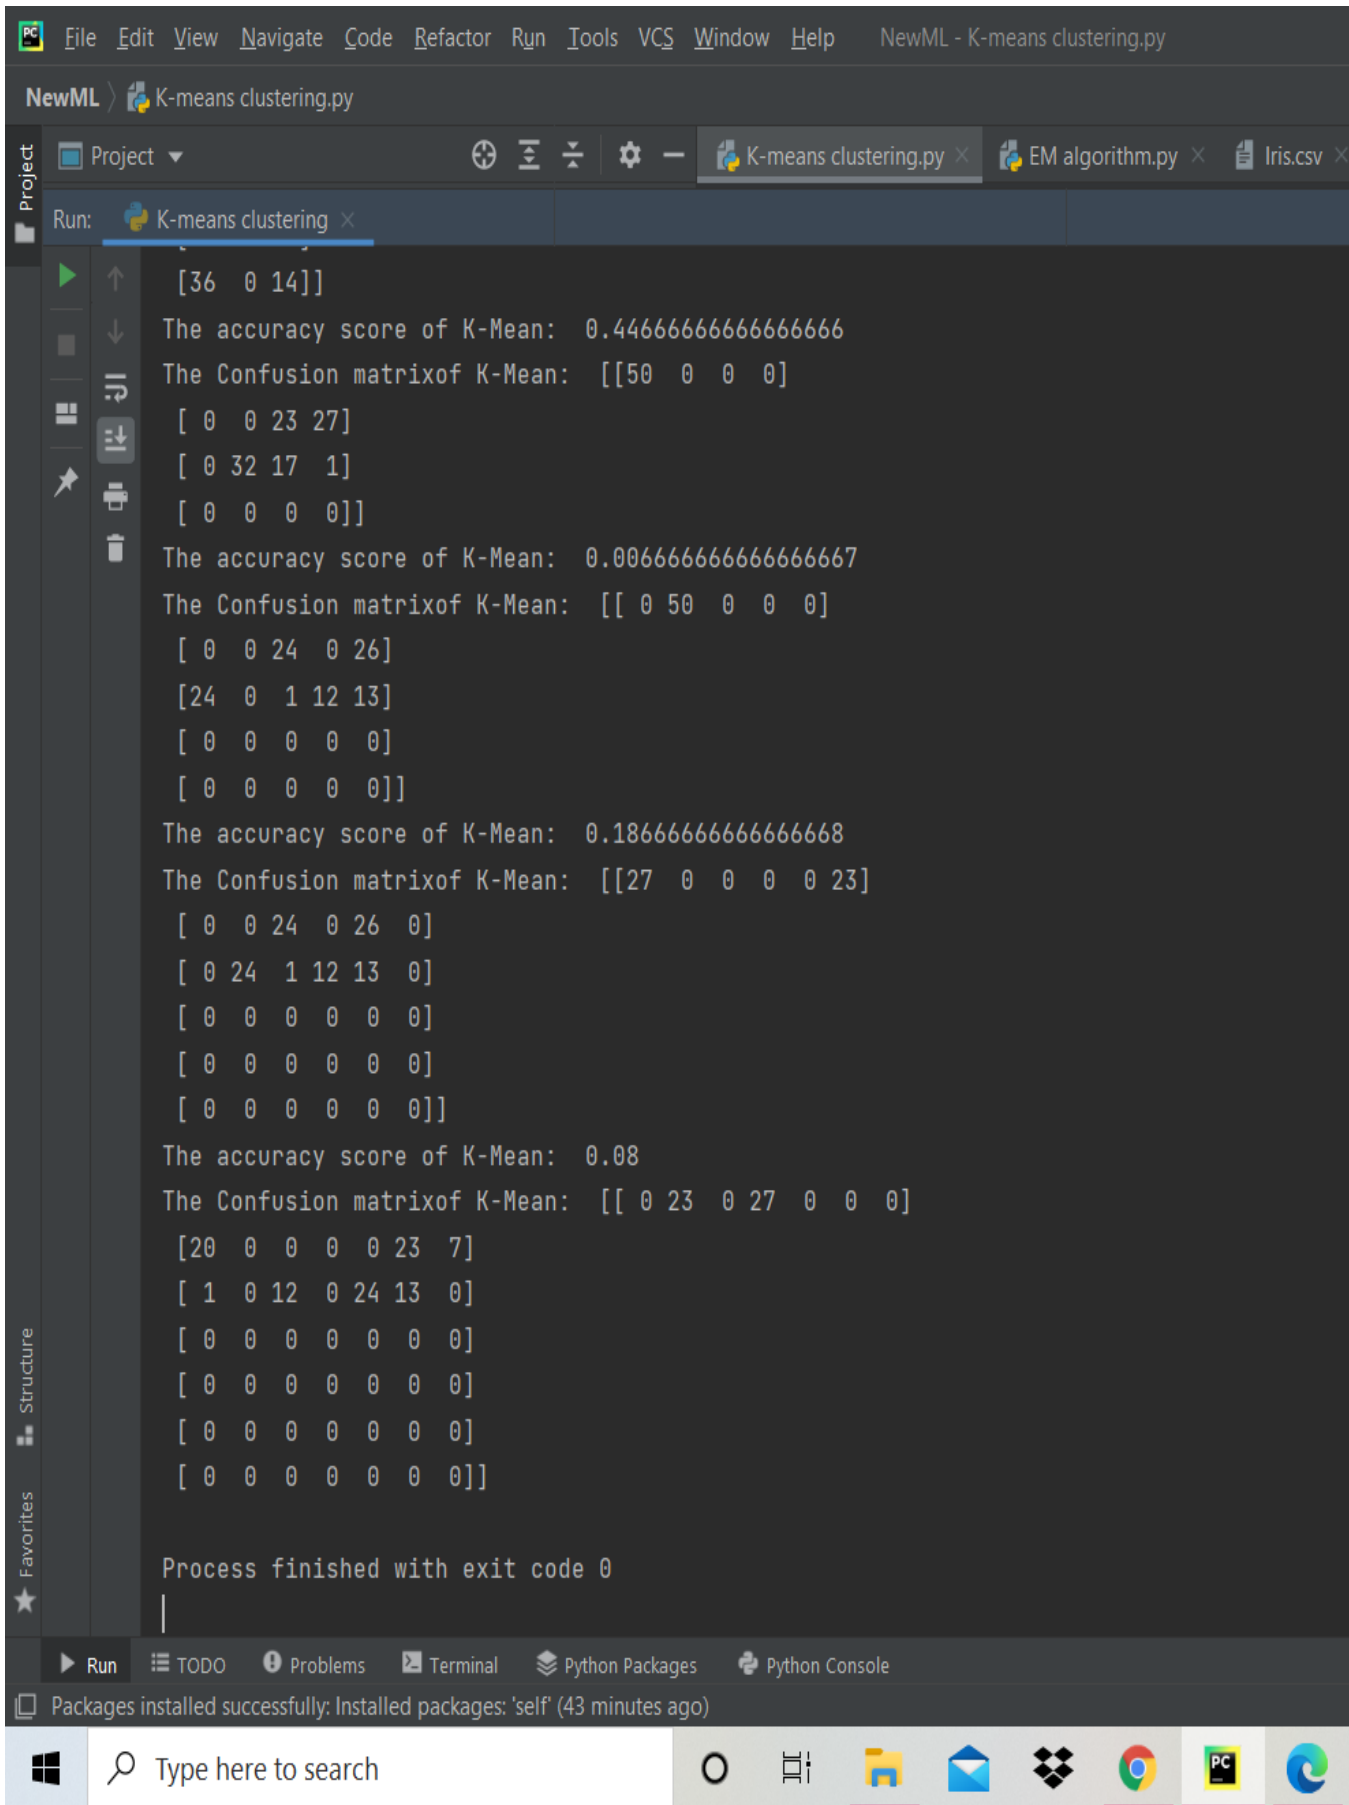 File Edit View Navigate Code Refactor Run Tools VCS Window Help NewML - K-means clustering.py
NewML K-means clustering.py
Project
Project K-means clustering.py EM algorithm.py Iris.csv
Run: K-means clustering
[36  0 14]]
The accuracy score of K-Mean:  0.44666666666666666
The Confusion matrixof K-Mean:  [[50  0  0  0]
[ 0  0 23 27]
[ 0 32 17  1]
[ 0  0  0  0]]
The accuracy score of K-Mean:  0.006666666666666667
The Confusion matrixof K-Mean:  [[ 0 50  0  0  0]
[ 0  0 24  0 26]
[24  0  1 12 13]
[ 0  0  0  0  0]
[ 0  0  0  0  0]]
The accuracy score of K-Mean:  0.18666666666666668
The Confusion matrixof K-Mean:  [[27  0  0  0  0 23]
[ 0  0 24  0 26  0]
[ 0 24  1 12 13  0]
[ 0  0  0  0  0  0]
[ 0  0  0  0  0  0]
[ 0  0  0  0  0  0]]
The accuracy score of K-Mean:  0.08
The Confusion matrixof K-Mean:  [[ 0 23  0 27  0  0  0]
[20  0  0  0  0 23  7]
[ 1  0 12  0 24 13  0]
[ 0  0  0  0  0  0  0]
[ 0  0  0  0  0  0  0]
[ 0  0  0  0  0  0  0]
[ 0  0  0  0  0  0  0]]
Process finished with exit code 0
Structure
Favorites
Run TODO Problems Terminal Python Packages Python Console
Packages installed successfully: Installed packages: 'self' (43 minutes ago)
Type here to search